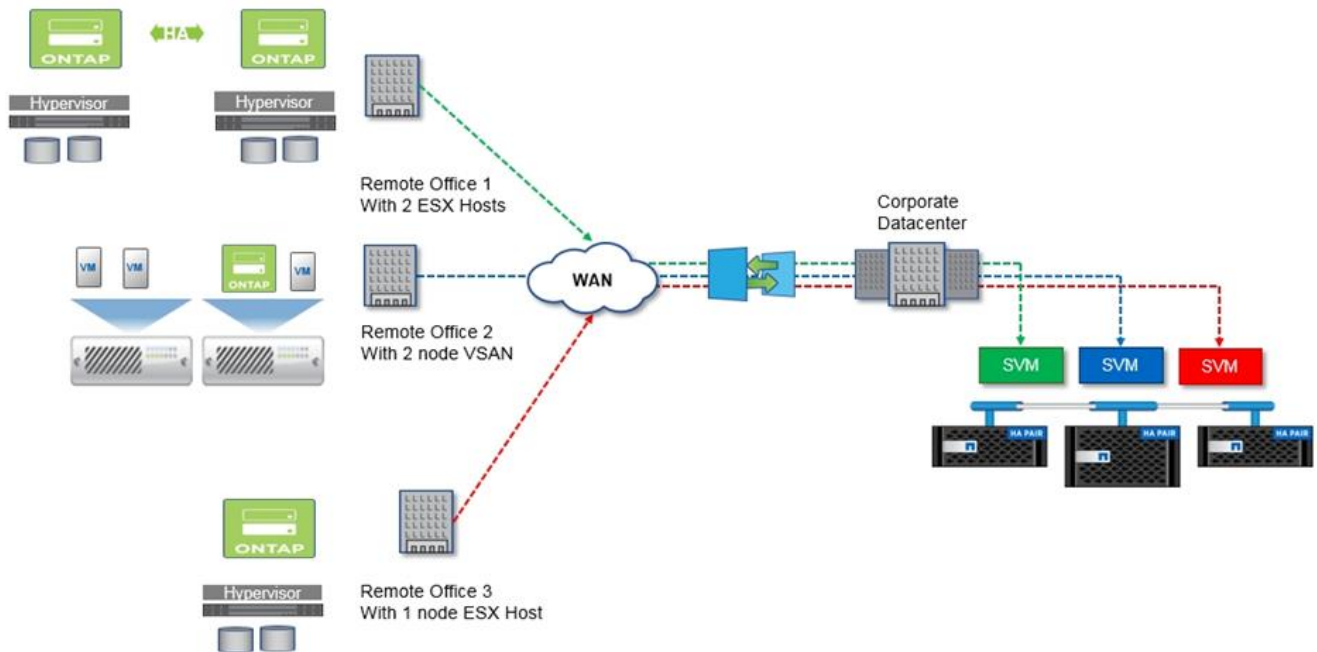 ONTAP
HA
ONTAP
Hypervisor
Hypervisor
Remote Office 1
With 2 ESX Hosts
VM
VM
ONTAP
VM
Remote Office 2
With 2 node VSAN
WAN
Corporate
Datacenter
SVM
SVM
SVM
HA PAIR
HA PAIR
HA PAIR
ONTAP
Hypervisor
Remote Office 3
With 1 node ESX Host